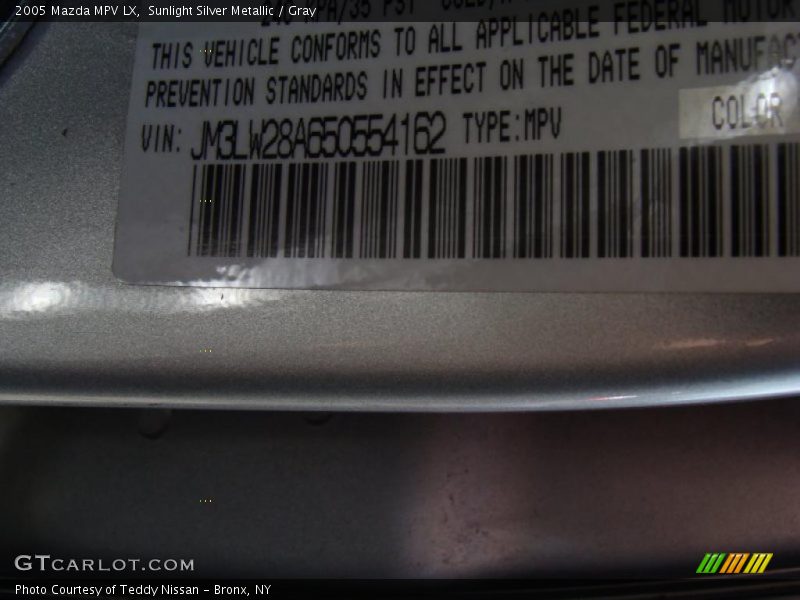 2005 Mazda MPV LX, Sunlight Silver Metallic / Gray
THIS VEHICLE CONFORMS TO ALL APPLICABLE FEDERAL MOTOR
PREVENTION STANDARDS IN EFFECT ON THE DATE OF MANUFAC
VIN: JM3LW28A650554162 TYPE:MPV
COLOR
GTCARLOT.COM
Photo Courtesy of Teddy Nissan - Bronx, NY